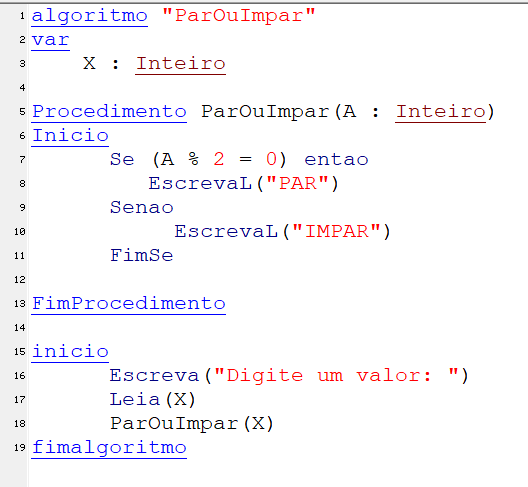 1 algoritmo "ParOuImpar"
2 var
3 X : Inteiro
4
5 Procedimento ParOuImpar(A : Inteiro)
6 Inicio
7 Se (A % 2 = 0) entao
8 EscrevaL("PAR")
9 Senao
10 EscrevaL("IMPAR")
11 FimSe
12
13 FimProcedimento
14
15 inicio
16 Escreva("Digite um valor: ")
17 Leia(X)
18 ParOuImpar(X)
19 fimalgoritmo